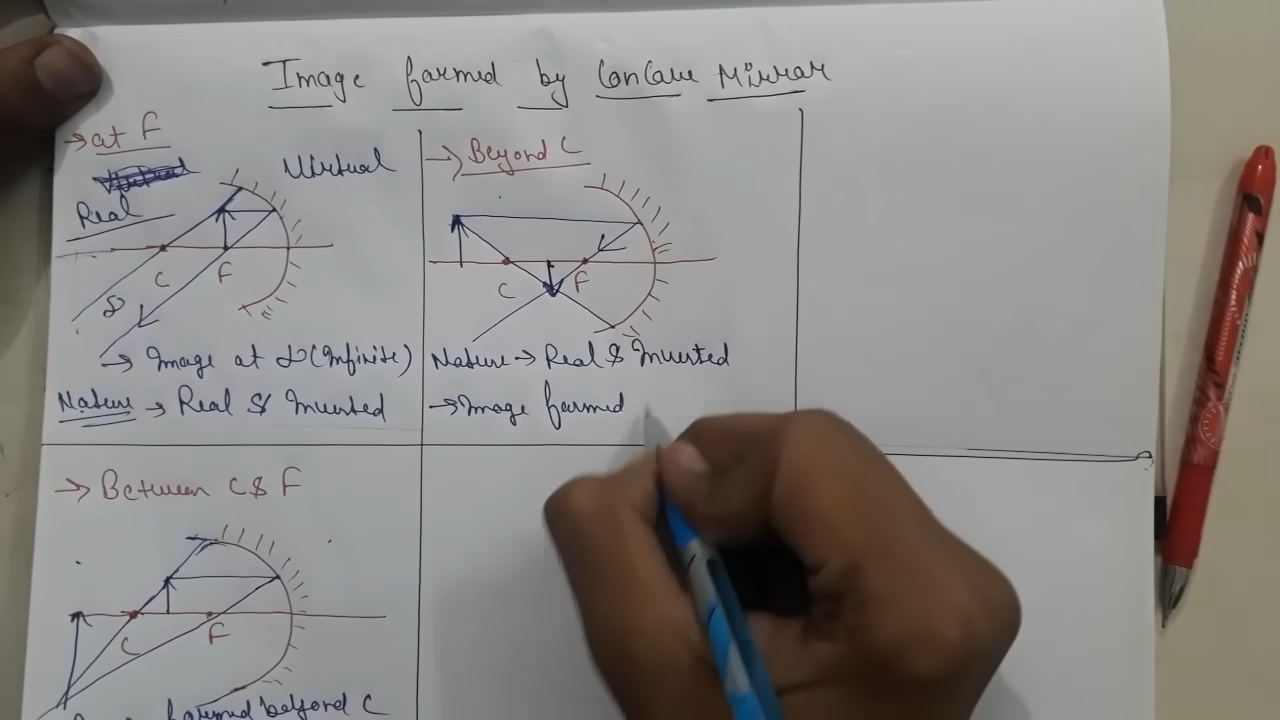 Image formed by Concave Mirror
→ at F
Virtual
Real
C
F
∞
→ Image at ∞ (Infinite)
Nature → Real & Inverted
→ Beyond C
C
F
Nature → Real & Inverted
→ Image formed
→ Between C & F
C
F
formed beyond C